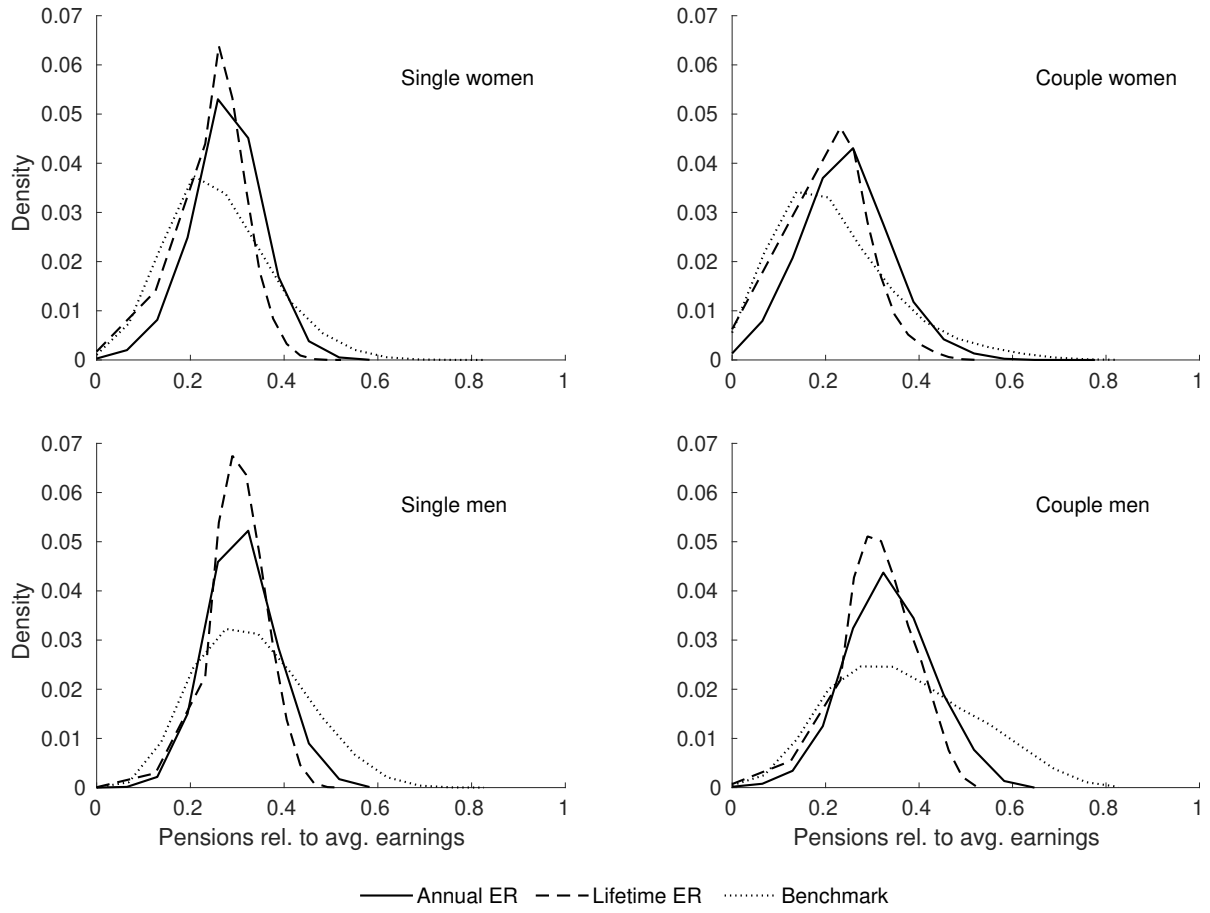 0.07
0.06
0.05
0.04
0.03
0.02
0.01
0
Density
Single women
0 0.2 0.4 0.6 0.8 1
0.07
0.06
0.05
0.04
0.03
0.02
0.01
0
Couple women
0 0.2 0.4 0.6 0.8 1
0.07
0.06
0.05
0.04
0.03
0.02
0.01
0
Density
Single men
0 0.2 0.4 0.6 0.8 1
Pensions rel. to avg. earnings
0.07
0.06
0.05
0.04
0.03
0.02
0.01
0
Couple men
0 0.2 0.4 0.6 0.8 1
Pensions rel. to avg. earnings
Annual ER Lifetime ER Benchmark